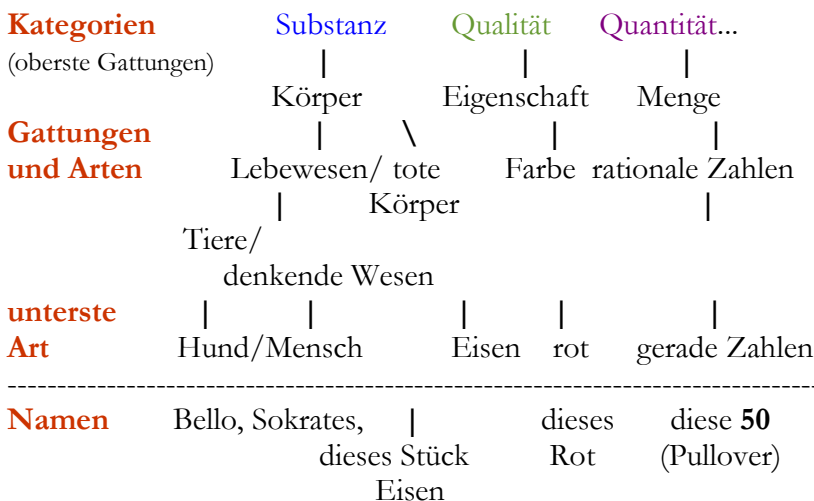 Kategorien Substanz Qualität Quantität...
(oberste Gattungen) | | |
Körper Eigenschaft Menge
Gattungen | \ | |
und Arten Lebewesen/ tote Farbe rationale Zahlen
| Körper |
Tiere/
denkende Wesen
unterste | | | | |
Art Hund/Mensch Eisen rot gerade Zahlen
--------------------------------------------------------------------------------
Namen Bello, Sokrates, | dieses diese 50
dieses Stück Rot (Pullover)
Eisen